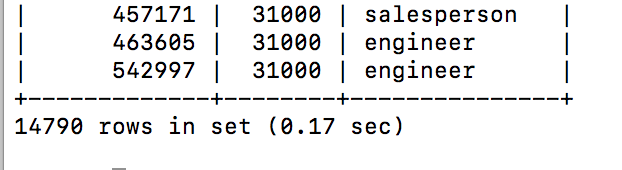 |       457171 |  31000 | salesperson   |
|       463605 |  31000 | engineer      |
|       542997 |  31000 | engineer      |
+--------------+--------+---------------+
14790 rows in set (0.17 sec)